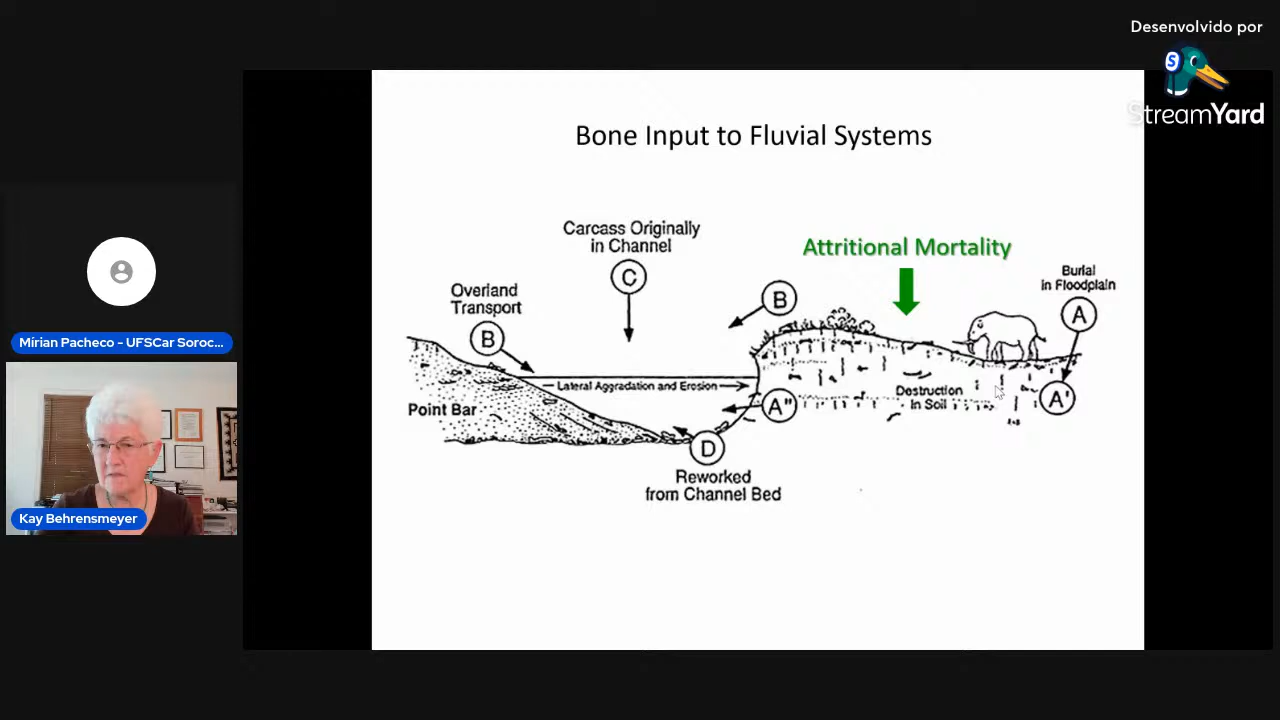 Desenvolvido por
StreamYard
Bone Input to Fluvial Systems
Carcass Originally
in Channel
C
Attritional Mortality
Burial
in Floodplain
A
Overland
Transport
B
B
Lateral Aggradation and Erosion
Point Bar
A"
Destruction
In Soil
A'
D
Reworked
from Channel Bed
Mírian Pacheco - UFSCar Soroc...
Kay Behrensmeyer